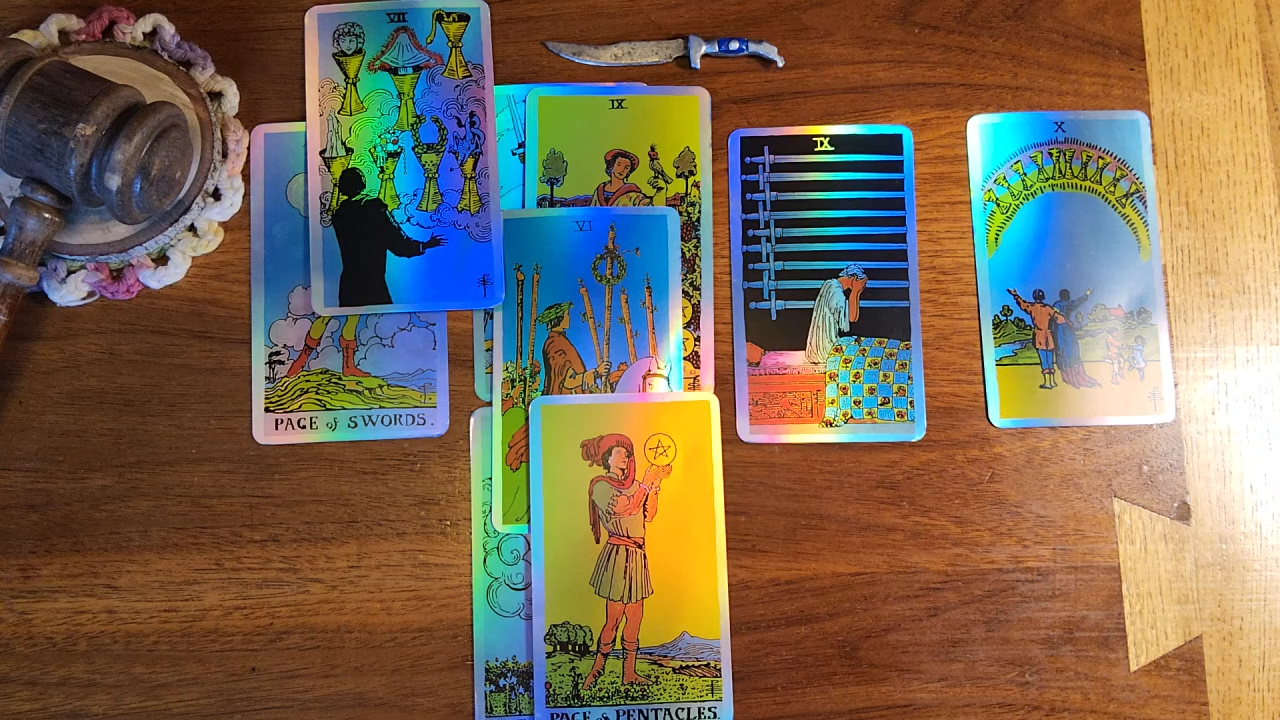 VII
IX
VI
IX
X
PAGE of SWORDS.
PAGE of PENTACLES.